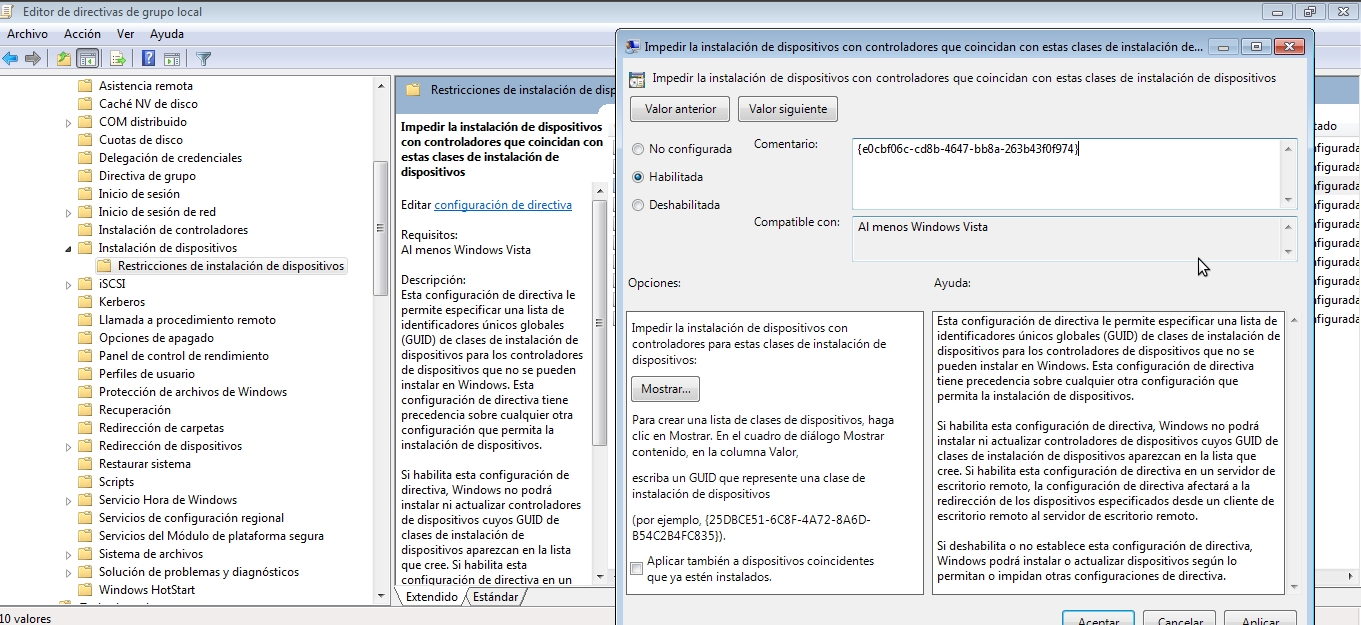 Editor de directivas de grupo local
Archivo Acción Ver Ayuda
Asistencia remota
Caché NV de disco
COM distribuido
Cuotas de disco
Delegación de credenciales
Directiva de grupo
Inicio de sesión
Inicio de sesión de red
Instalación de controladores
Instalación de dispositivos
Restricciones de instalación de dispositivos
iSCSI
Kerberos
Llamada a procedimiento remoto
Opciones de apagado
Panel de control de rendimiento
Perfiles de usuario
Protección de archivos de Windows
Recuperación
Redirección de carpetas
Redirección de dispositivos
Restaurar sistema
Scripts
Servicio Hora de Windows
Servicios de configuración regional
Servicios del Módulo de plataforma segura
Sistema de archivos
Solución de problemas y diagnósticos
Windows HotStart
10 valores
Restricciones de instalación de disp
Impedir la instalación de dispositivos
con controladores que coincidan con
estas clases de instalación de
dispositivos
Editar configuración de directiva
Requisitos:
Al menos Windows Vista
Descripción:
Esta configuración de directiva le
permite especificar una lista de
identificadores únicos globales
(GUID) de clases de instalación de
dispositivos para los controladores
de dispositivos que no se pueden
instalar en Windows. Esta
configuración de directiva tiene
precedencia sobre cualquier otra
configuración que permita la
instalación de dispositivos.
Si habilita esta configuración de
directiva, Windows no podrá
instalar ni actualizar controladores
de dispositivos cuyos GUID de
clases de instalación de
dispositivos aparezcan en la lista
que cree. Si habilita esta
configuración de directiva en un
Extendido Estándar
Impedir la instalación de dispositivos con controladores que coincidan con estas clases de instalación de...
Impedir la instalación de dispositivos con controladores que coincidan con estas clases de instalación de dispositivos
Valor anterior Valor siguiente
No configurada
Habilitada
Deshabilitada
Comentario:
{e0cbf06c-cd8b-4647-bb8a-263b43f0f974}
Compatible con:
Al menos Windows Vista
Opciones:
Ayuda:
Impedir la instalación de dispositivos con
controladores para estas clases de instalación de
dispositivos:
Mostrar...
Para crear una lista de clases de dispositivos, haga
clic en Mostrar. En el cuadro de diálogo Mostrar
contenido, en la columna Valor,
escriba un GUID que represente una clase de
instalación de dispositivos
(por ejemplo, {25DBCE51-6C8F-4A72-8A6D-
B54C2B4FC835}).
Aplicar también a dispositivos coincidentes
que ya estén instalados.
Esta configuración de directiva le permite especificar una lista de
identificadores únicos globales (GUID) de clases de instalación de
dispositivos para los controladores de dispositivos que no se
pueden instalar en Windows. Esta configuración de directiva
tiene precedencia sobre cualquier otra configuración que
permita la instalación de dispositivos.
Si habilita esta configuración de directiva, Windows no podrá
instalar ni actualizar controladores de dispositivos cuyos GUID de
clases de instalación de dispositivos aparezcan en la lista que
cree. Si habilita esta configuración de directiva en un servidor de
escritorio remoto, la configuración de directiva afectará a la
redirección de los dispositivos especificados desde un cliente de
escritorio remoto al servidor de escritorio remoto.
Si deshabilita o no establece esta configuración de directiva,
Windows podrá instalar o actualizar dispositivos según lo
permitan o impidan otras configuraciones de directiva.
Aceptar Cancelar Aplicar